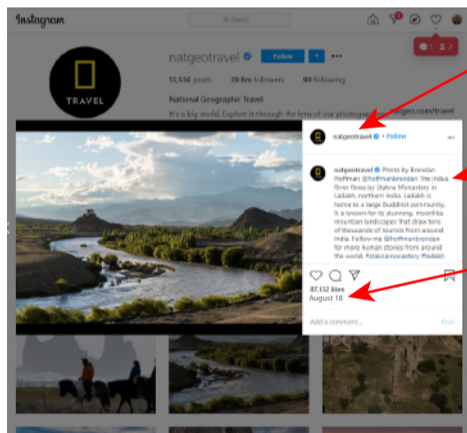 Instagram
Search
natgeotravel Follow
13,556 posts 39.8m followers 90 following
National Geographic Travel
It's a big world. Explore it through the lens of our photographers. natgeo.com/travel
TRAVEL
1 7
natgeotravel • Follow
natgeotravel Photo by Brendan
Hoffman @hoffmanbrendan The Indus
River flows by Stakna Monastery in
Ladakh, northern India. Ladakh is
home to a large Buddhist community.
It is known for its stunning, moonlike
mountain landscapes that draw tens
of thousands of tourists from around
India. Follow me @hoffmanbrendan
for more human stories from around
the world. #staknamonastery #ladakh
87,132 likes
August 18
Add a comment... Post